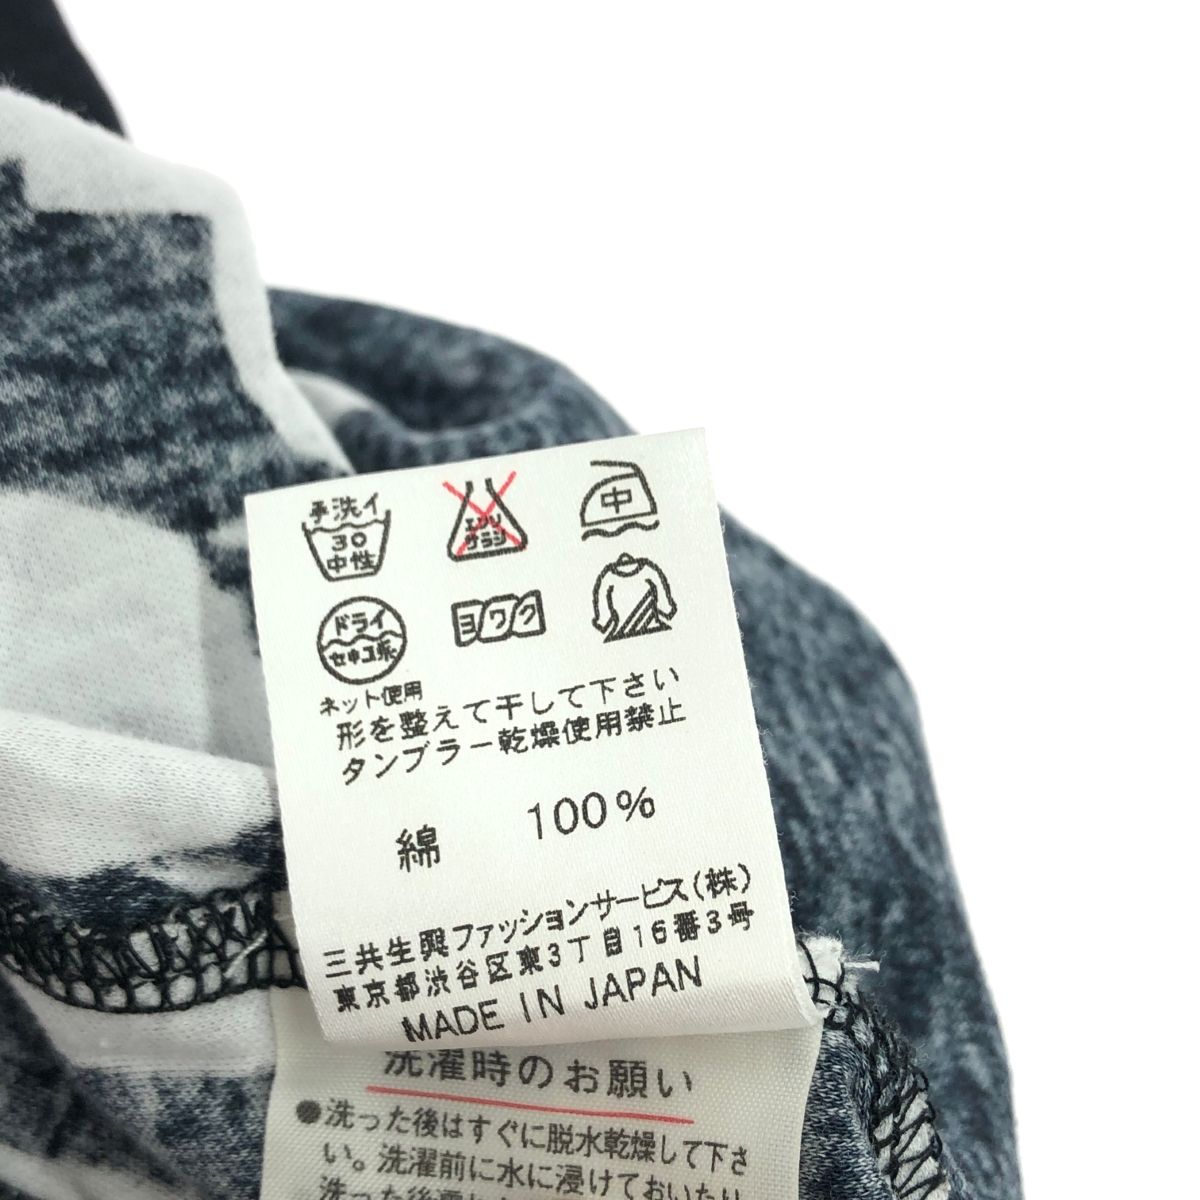 手洗イ
30
中性
エンソ
サラシ
中
ドライ
セキユ系
ヨワク
ネット使用
形を整えて干して下さい
タンブラー乾燥使用禁止
綿 100%
三共生興ファッションサービス(株)
東京都渋谷区東3丁目16番3号
MADE IN JAPAN
洗濯時のお願い
●洗った後はすぐに脱水乾燥して下さ
い。洗濯前に水に浸けておいたり
洗った後